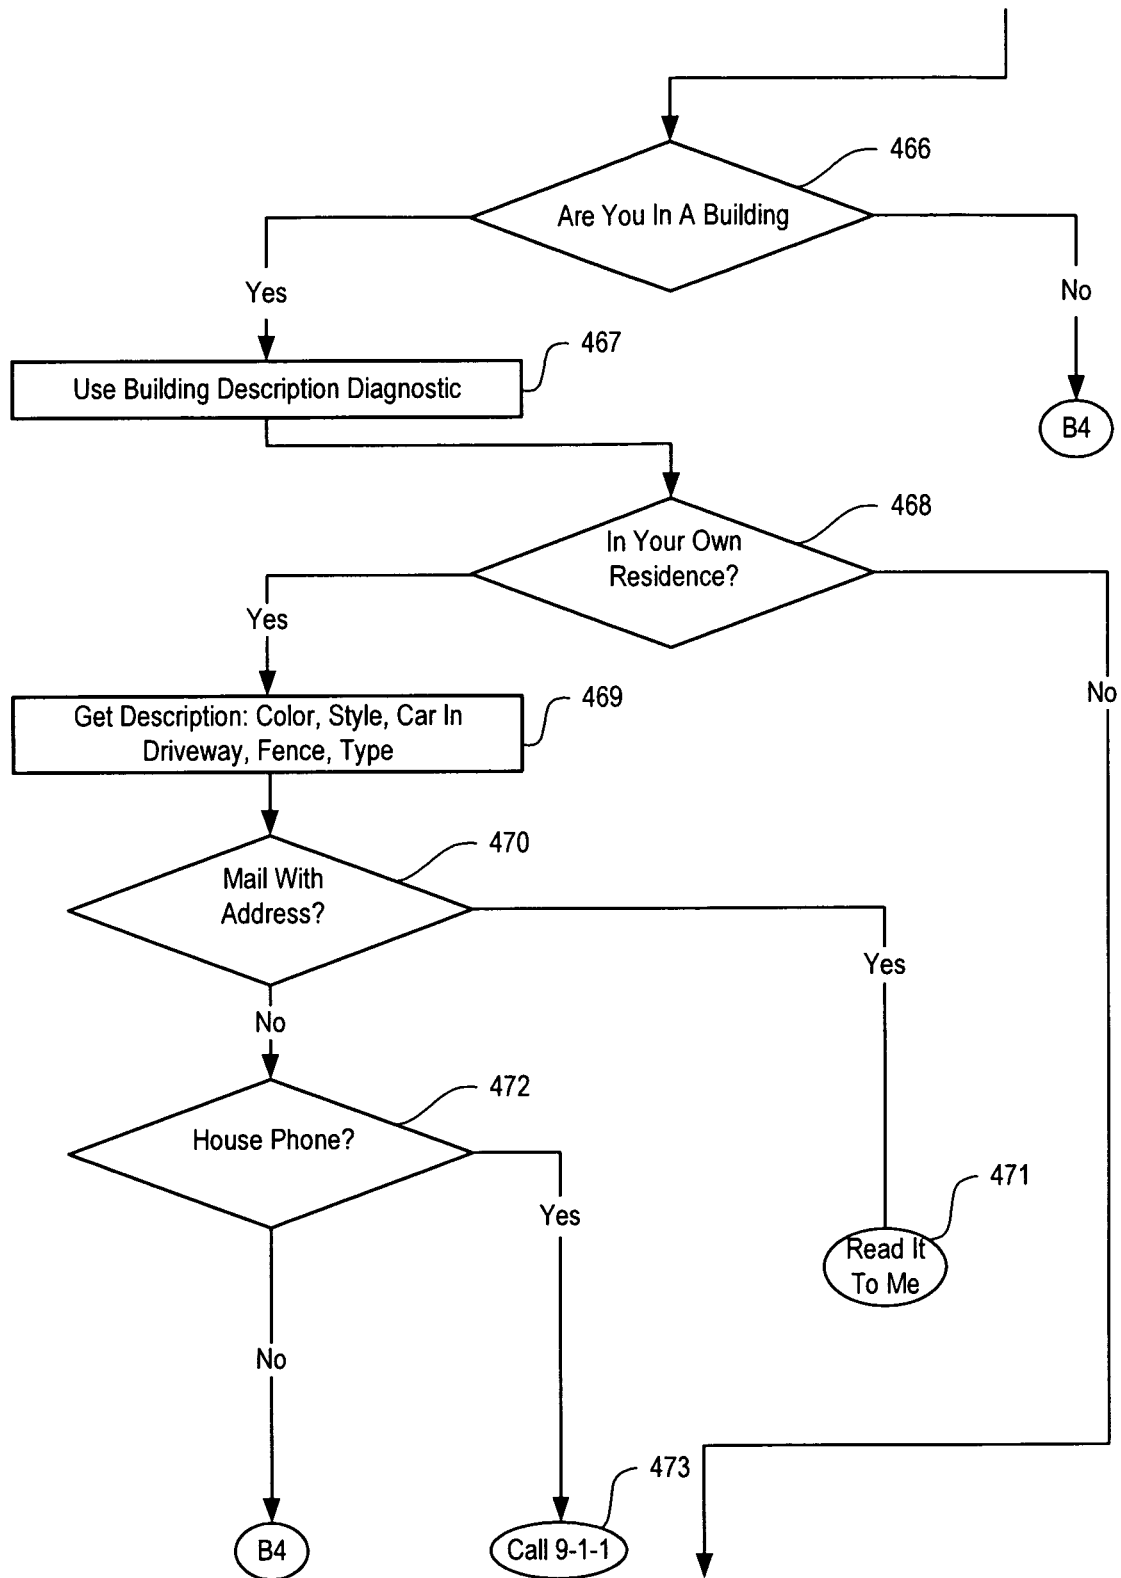 466
Are You In A Building
Yes
No
467
Use Building Description Diagnostic
B4
468
In Your Own
Residence?
Yes
No
469
Get Description: Color, Style, Car In
Driveway, Fence, Type
470
Mail With
Address?
Yes
No
472
House Phone?
471
Yes
Read It
To Me
No
473
B4
Call 9-1-1